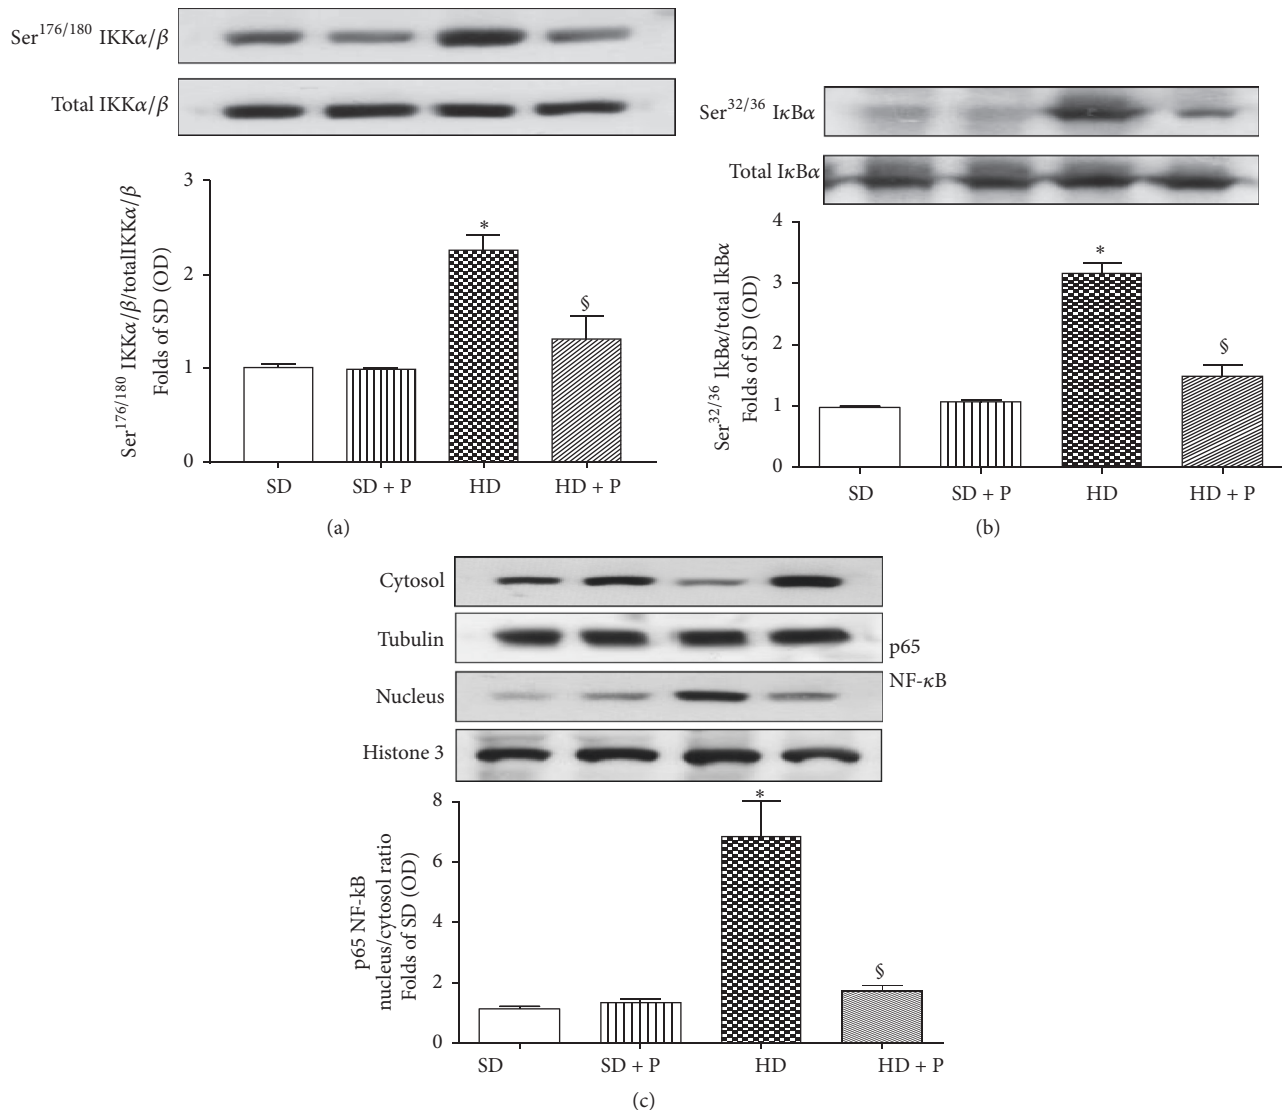 Ser176/180 IKKα/β
Total IKKα/β
Ser176/180 IKKα/β/totalIKKα/β
Folds of SD (OD)
3
2
1
0
*
§
SD SD + P HD HD + P
(a)
Ser32/36 IκBα
Total IκBα
Ser32/36 IkBα/total IkBα
Folds of SD (OD)
4
3
2
1
0
*
§
SD SD + P HD HD + P
(b)
Cytosol
Tubulin
Nucleus
Histone 3
p65
NF-κB
p65 NF-kB
nucleus/cytosol ratio
Folds of SD (OD)
8
6
4
2
0
*
§
SD SD + P HD HD + P
(c)